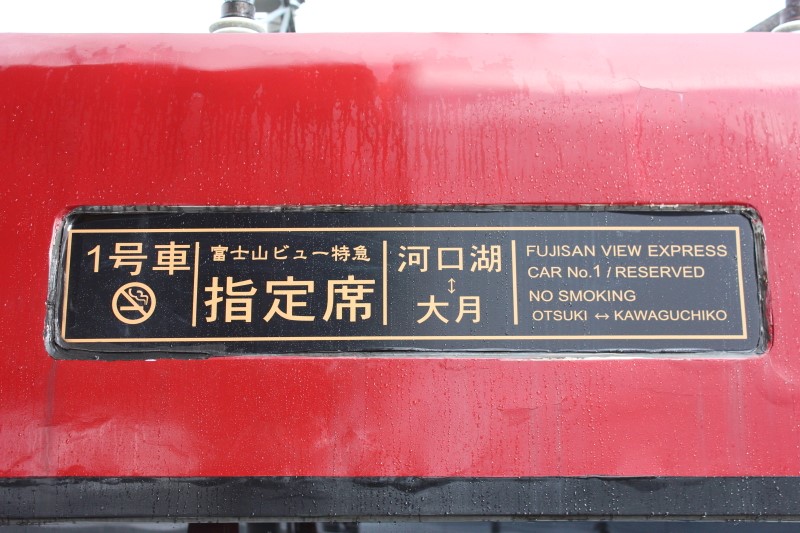 1号車
富士山ビュー特急
指定席
河口湖
↕
大月
FUJISAN VIEW EXPRESS
CAR No.1 / RESERVED
NO SMOKING
OTSUKI ↔ KAWAGUCHIKO